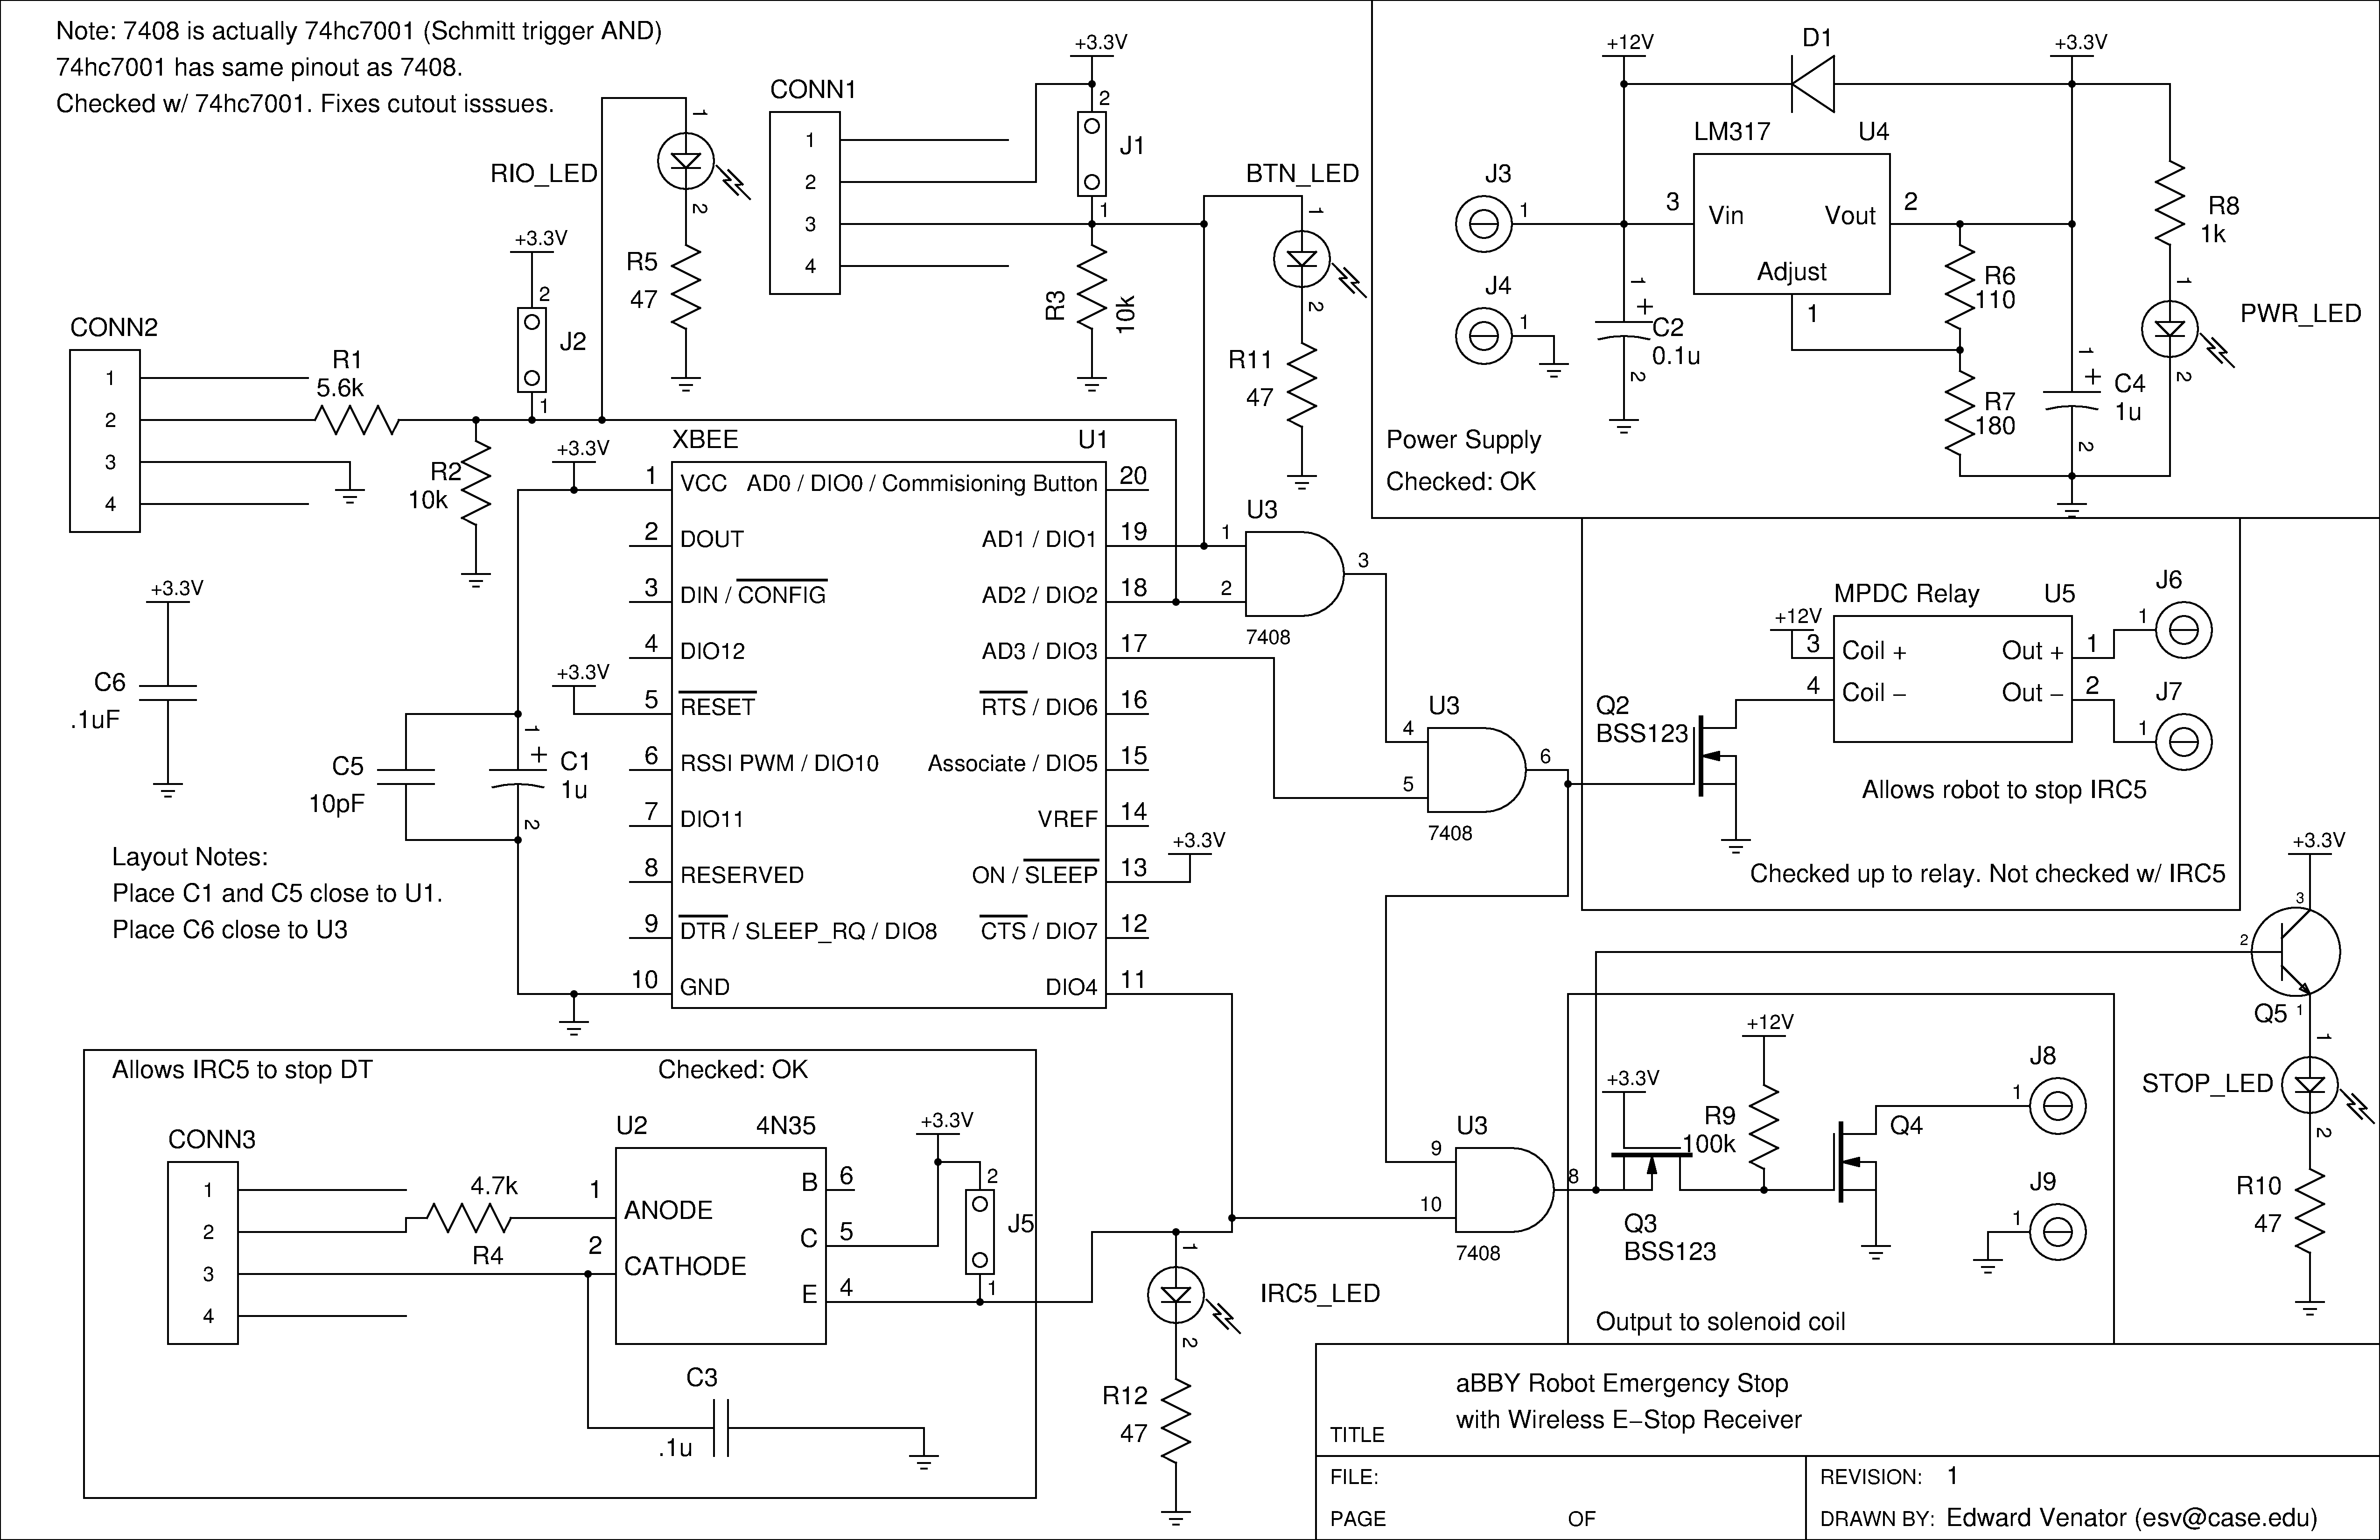 Note: 7408 is actually 74hc7001 (Schmitt trigger AND)
74hc7001 has same pinout as 7408.
Checked w/ 74hc7001. Fixes cutout isssues.
RIO_LED
1
2
R5
47
CONN1
1
2
3
4
+3.3V
2
J1
1
R3
10k
BTN_LED
1
2
R11
47
+12V
D1
+3.3V
LM317
U4
J3
1
3
Vin
Vout
2
Adjust
1
J4
1
1
+
C2
0.1u
2
R6
110
R7
180
1
+
C4
1u
2
R8
1k
1
PWR_LED
2
Power Supply
Checked: OK
+3.3V
2
J2
1
CONN2
1
2
3
4
R1
5.6k
R2
10k
+3.3V
XBEE
U1
1
VCC
AD0 / DIO0 / Commisioning Button
20
2
DOUT
AD1 / DIO1
19
3
DIN / CONFIG
AD2 / DIO2
18
4
DIO12
AD3 / DIO3
17
+3.3V
5
RESET
RTS / DIO6
16
6
RSSI PWM / DIO10
Associate / DIO5
15
7
DIO11
VREF
14
8
RESERVED
ON / SLEEP
13
+3.3V
9
DTR / SLEEP_RQ / DIO8
CTS / DIO7
12
10
GND
DIO4
11
+3.3V
C6
.1uF
C5
10pF
1
+
C1
1u
2
Layout Notes:
Place C1 and C5 close to U1.
Place C6 close to U3
U3
1
2
3
7408
U3
4
5
6
7408
MPDC Relay
U5
+12V
3
Coil +
Out +
1
4
Coil −
Out −
2
J6
1
J7
1
Q2
BSS123
Allows robot to stop IRC5
Checked up to relay. Not checked w/ IRC5
+3.3V
3
2
Q5
1
1
STOP_LED
2
R10
47
Allows IRC5 to stop DT
Checked: OK
CONN3
1
2
3
4
4.7k
R4
U2
4N35
1
ANODE
2
CATHODE
B
6
C
5
E
4
+3.3V
2
J5
1
C3
.1u
1
IRC5_LED
2
R12
47
U3
9
10
8
7408
+3.3V
+12V
R9
100k
Q3
BSS123
Q4
J8
1
J9
1
Output to solenoid coil
aBBY Robot Emergency Stop
with Wireless E−Stop Receiver
TITLE
FILE:
REVISION: 1
PAGE
OF
DRAWN BY: Edward Venator (esv@case.edu)